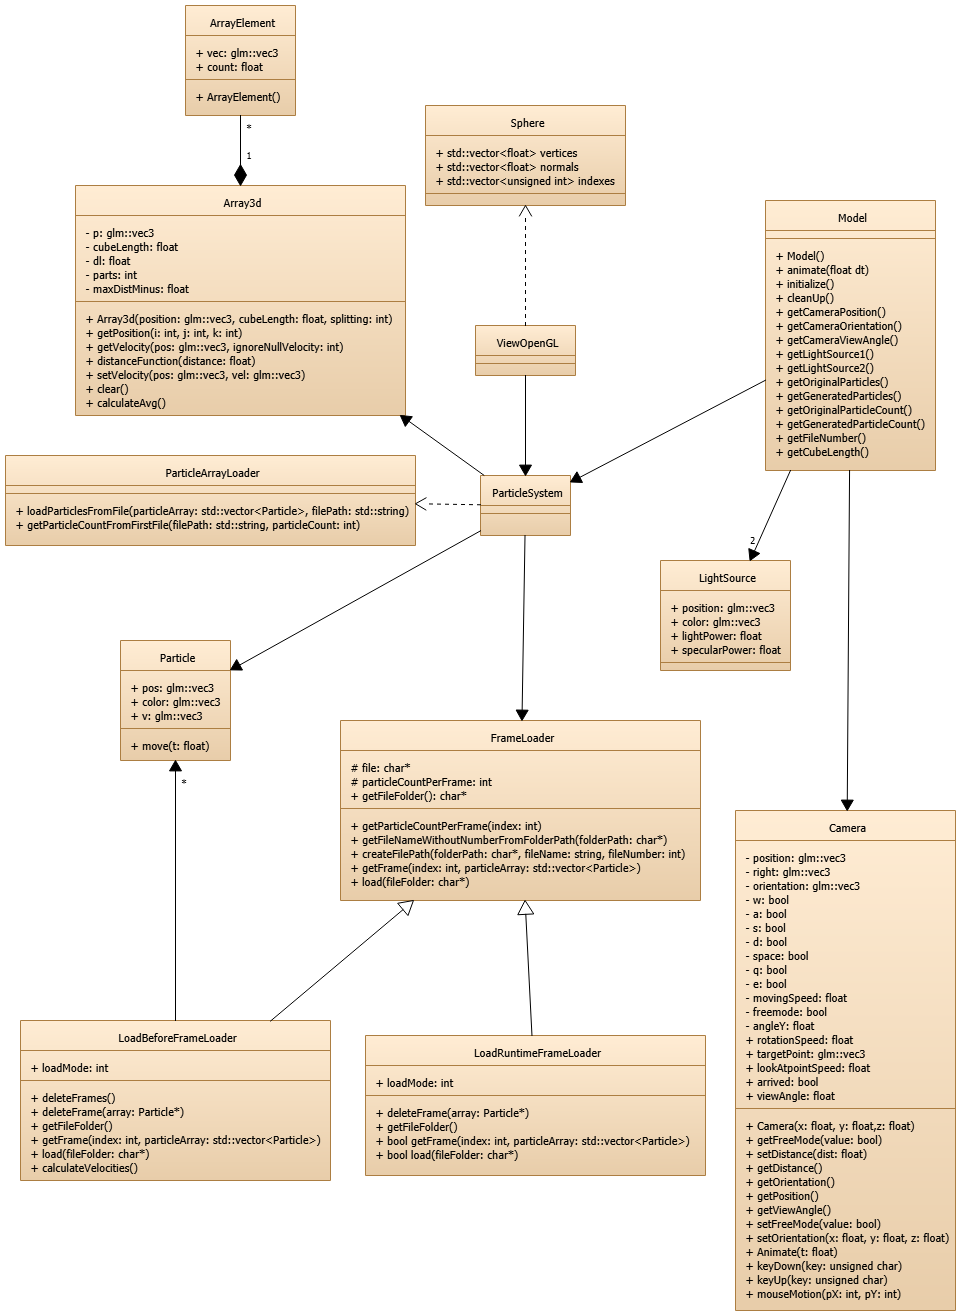 ArrayElement
+ vec: glm::vec3
+ count: float
+ ArrayElement()
*
1
Array3d
- p: glm::vec3
- cubeLength: float
- dl: float
- parts: int
- maxDistMinus: float
+ Array3d(position: glm::vec3, cubeLength: float, splitting: int)
+ getPosition(i: int, j: int, k: int)
+ getVelocity(pos: glm::vec3, ignoreNullVelocity: int)
+ distanceFunction(distance: float)
+ setVelocity(pos: glm::vec3, vel: glm::vec3)
+ clear()
+ calculateAvg()
Sphere
+ std::vector<float> vertices
+ std::vector<float> normals
+ std::vector<unsigned int> indexes
ViewOpenGL
Model
+ Model()
+ animate(float dt)
+ initialize()
+ cleanUp()
+ getCameraPosition()
+ getCameraOrientation()
+ getCameraViewAngle()
+ getLightSource1()
+ getLightSource2()
+ getOriginalParticles()
+ getGeneratedParticles()
+ getOriginalParticleCount()
+ getGeneratedParticleCount()
+ getFileNumber()
+ getCubeLength()
ParticleArrayLoader
+ loadParticlesFromFile(particleArray: std::vector<Particle>, filePath: std::string)
+ getParticleCountFromFirstFile(filePath: std::string, particleCount: int)
ParticleSystem
2
LightSource
+ position: glm::vec3
+ color: glm::vec3
+ lightPower: float
+ specularPower: float
Particle
+ pos: glm::vec3
+ color: glm::vec3
+ v: glm::vec3
+ move(t: float)
*
FrameLoader
# file: char*
# particleCountPerFrame: int
+ getFileFolder(): char*
+ getParticleCountPerFrame(index: int)
+ getFileNameWithoutNumberFromFolderPath(folderPath: char*)
+ createFilePath(folderPath: char*, fileName: string, fileNumber: int)
+ getFrame(index: int, particleArray: std::vector<Particle>)
+ load(fileFolder: char*)
Camera
- position: glm::vec3
- right: glm::vec3
- orientation: glm::vec3
- w: bool
- a: bool
- s: bool
- d: bool
- space: bool
- q: bool
- e: bool
- movingSpeed: float
- freemode: bool
- angleY: float
+ rotationSpeed: float
+ targetPoint: glm::vec3
+ lookAtpointSpeed: float
+ arrived: bool
+ viewAngle: float
+ Camera(x: float, y: float,z: float)
+ getFreeMode(value: bool)
+ setDistance(dist: float)
+ getDistance()
+ getOrientation()
+ getPosition()
+ getViewAngle()
+ setFreeMode(value: bool)
+ setOrientation(x: float, y: float, z: float)
+ Animate(t: float)
+ keyDown(key: unsigned char)
+ keyUp(key: unsigned char)
+ mouseMotion(pX: int, pY: int)
LoadBeforeFrameLoader
+ loadMode: int
+ deleteFrames()
+ deleteFrame(array: Particle*)
+ getFileFolder()
+ getFrame(index: int, particleArray: std::vector<Particle>)
+ load(fileFolder: char*)
+ calculateVelocities()
LoadRuntimeFrameLoader
+ loadMode: int
+ deleteFrame(array: Particle*)
+ getFileFolder()
+ bool getFrame(index: int, particleArray: std::vector<Particle>)
+ bool load(fileFolder: char*)